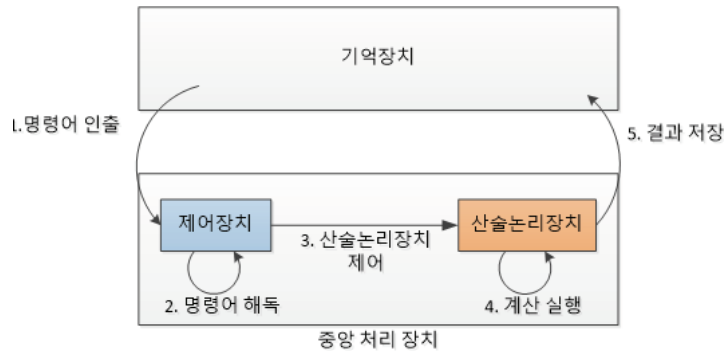 기억장치
1.명령어 인출
5. 결과 저장
제어장치
산술논리장치
3. 산술논리장치
제어
2. 명령어 해독
4. 계산 실행
중앙 처리 장치